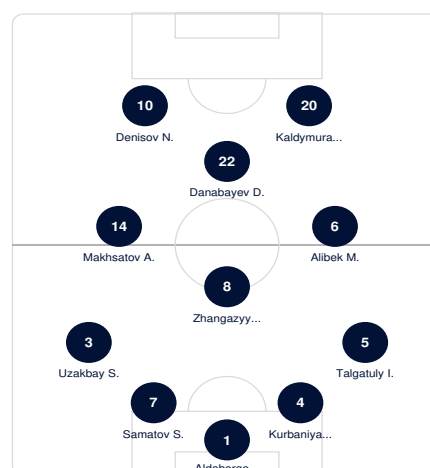 10
20
Denisov N.
Kaldymura...
22
Danabayev D.
14
6
Makhsatov A.
Alibek M.
8
Zhangazyy...
3
5
Uzakbay S.
Talgatuly I.
7
4
Samatov S.
Kurbaniya...
1